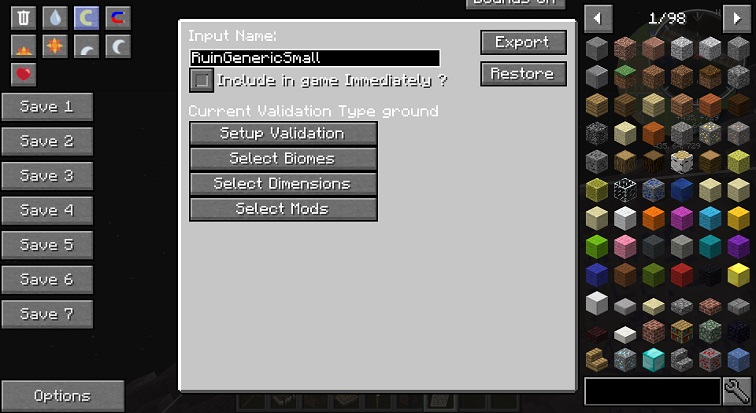 Bounds On
Input Name:
RuinGenericSmall
Include in game Immediately ?
Export
Restore
Current Validation Type ground
Setup Validation
Select Biomes
Select Dimensions
Select Mods
Save 1
Save 2
Save 3
Save 4
Save 5
Save 6
Save 7
Options
1/98